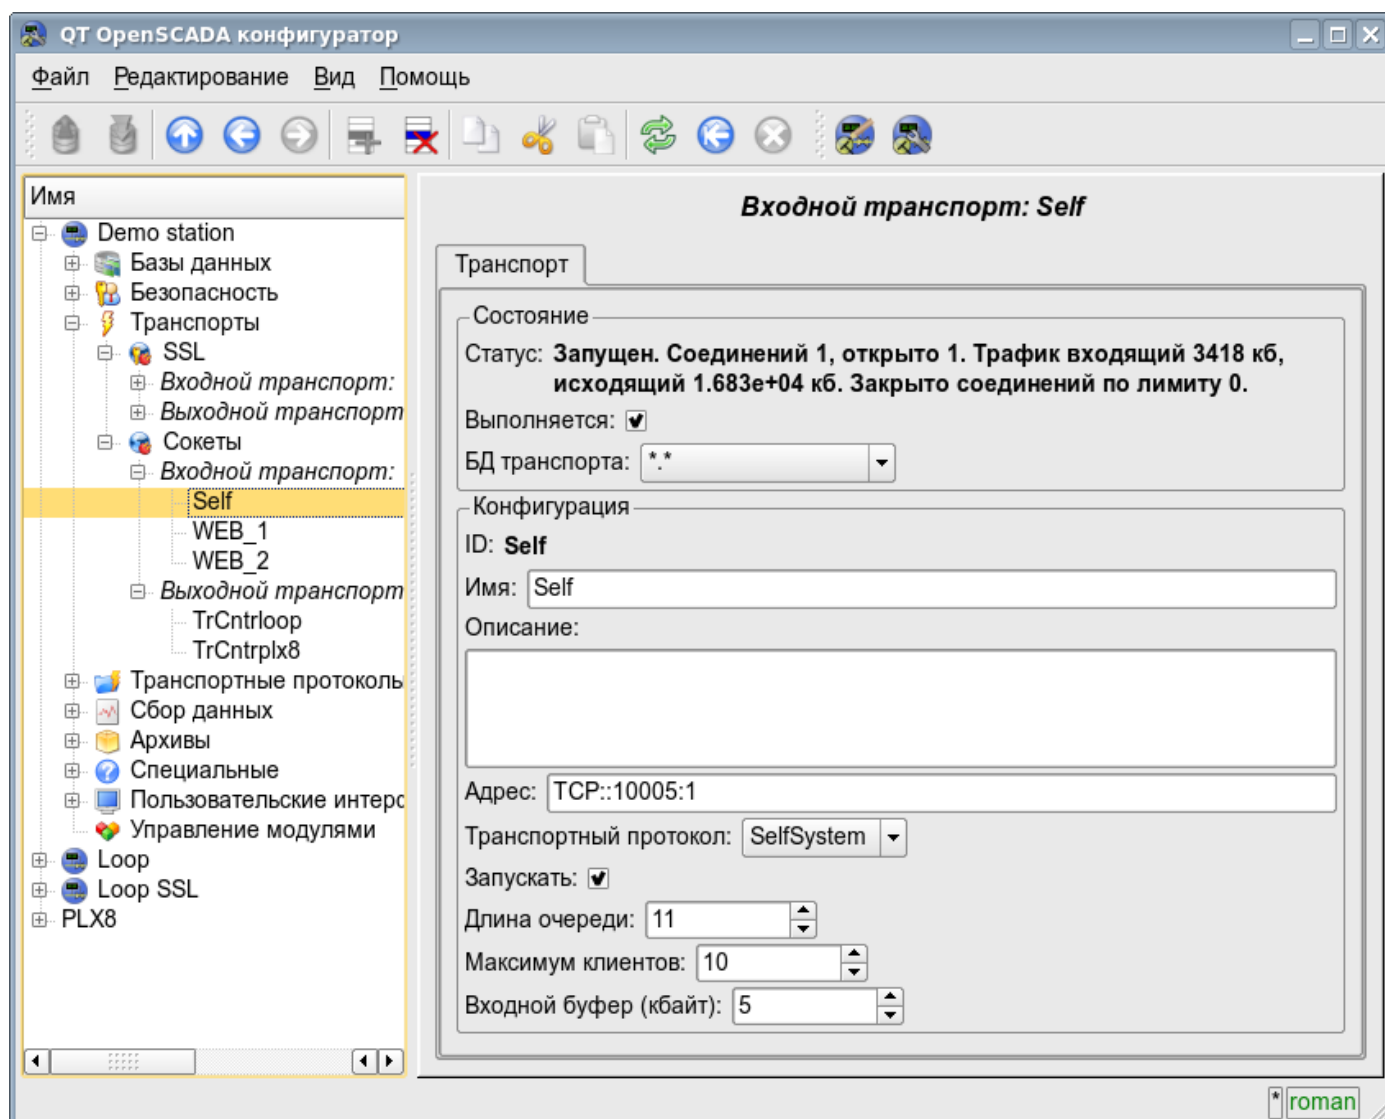 QT OpenSCADA конфигуратор
Файл Редактирование Вид Помощь
Имя
Demo station
Базы данных
Безопасность
Транспорты
SSL
Входной транспорт:
Выходной транспорт
Сокеты
Входной транспорт:
Self
WEB_1
WEB_2
Выходной транспорт
TrCntrloop
TrCntrplx8
Транспортные протоколы
Сбор данных
Архивы
Специальные
Пользовательские интерф
Управление модулями
Loop
Loop SSL
PLX8
Входной транспорт: Self
Транспорт
Состояние
Статус: Запущен. Соединений 1, открыто 1. Трафик входящий 3418 кб,
исходящий 1.683e+04 кб. Закрыто соединений по лимиту 0.
Выполняется:
БД транспорта: *.*
Конфигурация
ID: Self
Имя: Self
Описание:
Адрес: TCP::10005:1
Транспортный протокол: SelfSystem
Запускать:
Длина очереди: 11
Максимум клиентов: 10
Входной буфер (кбайт): 5
* roman